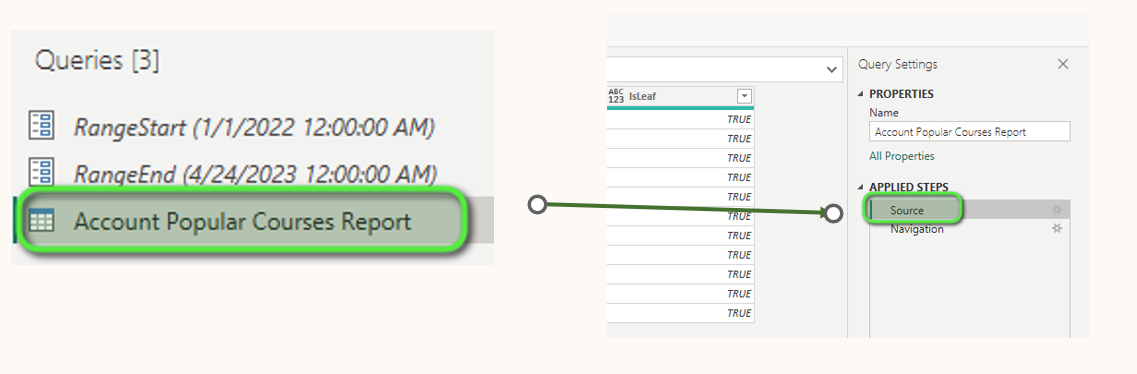 Queries [3]
RangeStart (1/1/2022 12:00:00 AM)
RangeEnd (4/24/2023 12:00:00 AM)
Account Popular Courses Report
ABC
123
IsLeaf
TRUE
TRUE
TRUE
TRUE
TRUE
TRUE
TRUE
TRUE
TRUE
TRUE
TRUE
Query Settings
PROPERTIES
Name
Account Popular Courses Report
All Properties
APPLIED STEPS
Source
Navigation